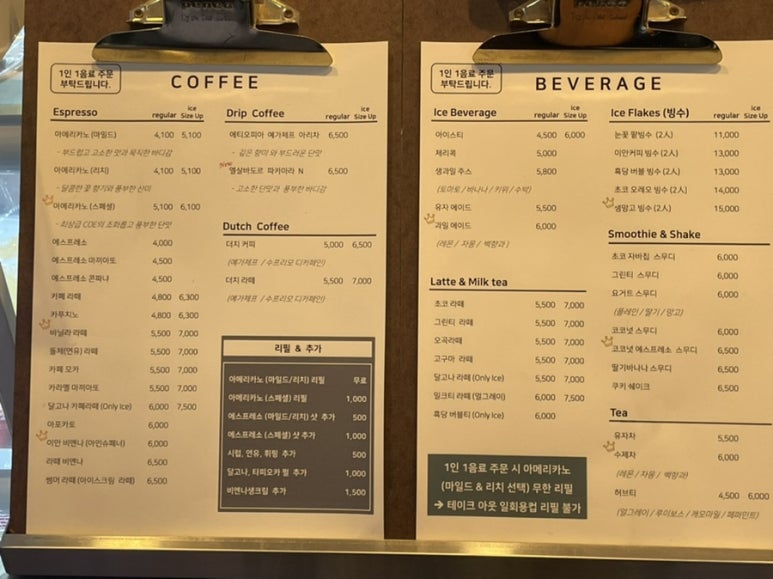 1인 1음료 주문
부탁드립니다.
COFFEE
Espresso regular ice Size Up
아메리카노 (마일드) 4,100 5,100
- 부드럽고 고소한 맛과 묵직한 바디감
아메리카노 (리치) 4,100 5,100
- 달콤한 꽃 향기와 풍부한 산미
아메리카노 (스페셜) 5,100 6,100
- 최상급 COE의 조화롭고 풍부한 단맛
에스프레소 4,000
에스프레소 마끼아또 4,500
에스프레소 콘파냐 4,500
카페 라떼 4,800 6,300
카푸치노 4,800 6,300
바닐라 라떼 5,500 7,000
돌체(연유) 라떼 5,500 7,000
카페 모카 5,500 7,000
카라멜 마끼아또 5,500 7,000
달고나 카페라떼 (Only Ice) 6,000 7,500
아포카토 6,000
이만 비엔나 (아인슈페너) 6,000
라떼 비엔나 6,500
썸머 라떼 (아이스크림 라떼) 6,500
Drip Coffee regular ice Size Up
에티오피아 예가체프 아리차 6,500
- 깊은 향미 와 부드러운 단맛
new
엘살바도르 파카마라 N 6,500
- 고소한 단맛과 풍부한 바디감
Dutch Coffee
더치 커피 5,000 6,500
(예가체프 / 수프리모 디카페인)
더치 라떼 5,500 7,000
(예가체프 / 수프리모 디카페인)
리필 & 추가
아메리카노 (마일드/리치) 리필 무료
아메리카노 (스페셜) 리필 1,000
에스프레소 (마일드/리치) 샷 추가 500
에스프레소 (스페셜) 샷 추가 1,000
시럽, 연유, 휘핑 추가 500
달고나, 타피오카 펄 추가 1,000
비엔나생크림 추가 1,500
1인 1음료 주문
부탁드립니다.
BEVERAGE
Ice Beverage regular ice Size Up
아이스티 4,500 6,000
체리콕 5,000
생과일 주스 5,800
(토마토 / 바나나 / 키위 / 수박)
유자 에이드 5,500
과일 에이드 6,000
(레몬 / 자몽 / 백향과 )
Latte & Milk tea
초코 라떼 5,500 7,000
그린티 라떼 5,500 7,000
오곡라떼 5,500 7,000
고구마 라떼 5,500 7,000
달고나 라떼 (Only Ice) 5,500 7,000
밀크티 라떼 (얼그레이) 6,000 7,500
흑당 버블티 (Only Ice) 6,000
1인 1음료 주문 시 아메리카노
(마일드 & 리치 선택) 무한 리필
→ 테이크 아웃 일회용컵 리필 불가
Ice Flakes (빙수) regular ice Size Up
눈꽃 팥빙수 (2人) 11,000
이만커피 빙수 (2人) 13,000
흑당 버블 빙수 (2人) 13,000
초코 오레오 빙수 (2人) 14,000
생망고 빙수 (2人) 15,000
Smoothie & Shake
초코 자바칩 스무디 6,000
그린티 스무디 6,000
요거트 스무디 6,000
(플레인 / 딸기 / 망고)
코코넛 스무디 6,000
코코넛 에스프레소 스무디 6,500
딸기바나나 스무디 6,500
쿠키 쉐이크 6,500
Tea
유자차 5,500
수제차 6,000
(레몬 / 자몽 / 백향과)
허브티 4,500 6,000
(얼그레이 / 루이보스 / 캐모마일 / 페퍼민트)